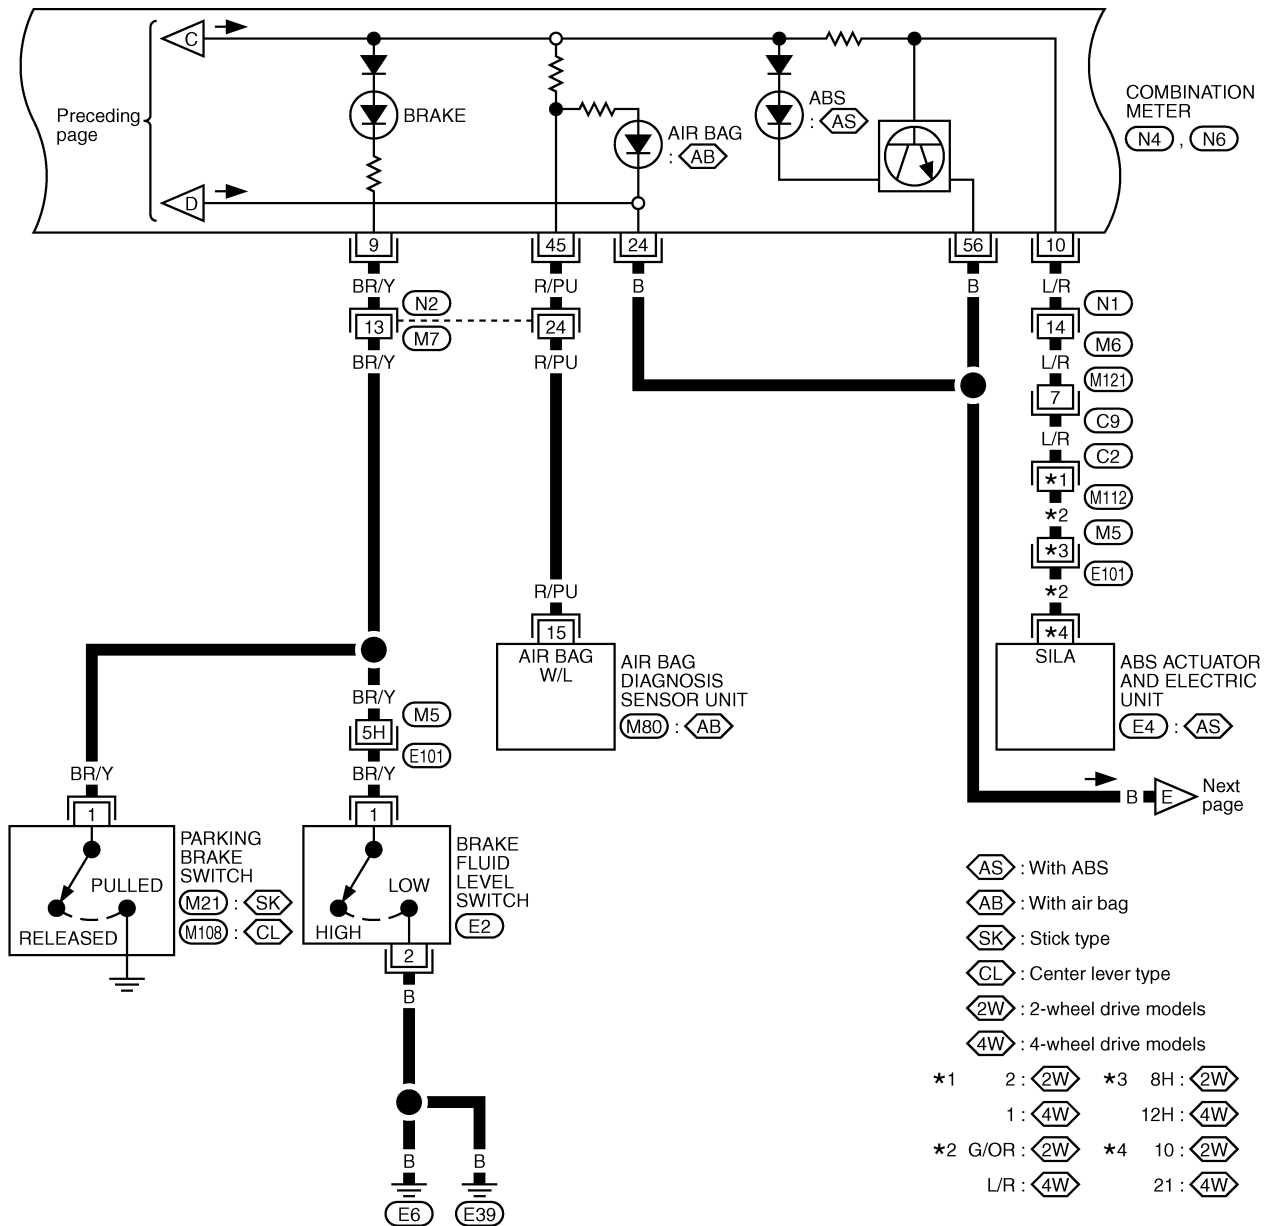 C
Preceding
page
D
BRAKE
AIR BAG
: AB
ABS
: AS
COMBINATION
METER
N4 , N6
9
45
24
56
10
BR/Y
R/PU
B
B
L/R
N2
N1
13
24
14
M7
M6
BR/Y
R/PU
L/R
M121
7
C9
L/R
C2
*1
M112
*2
M5
*3
E101
R/PU
*2
15
*4
AIR BAG
W/L
AIR BAG
DIAGNOSIS
SENSOR UNIT
M80 : AB
SILA
ABS ACTUATOR
AND ELECTRIC
UNIT
E4 : AS
BR/Y
M5
5H
E101
BR/Y
BR/Y
B
E
Next
page
1
1
PARKING
BRAKE
SWITCH
M21 : SK
M108 : CL
PULLED
RELEASED
BRAKE
FLUID
LEVEL
SWITCH
E2
LOW
HIGH
2
B
B
B
E6
E39
AS : With ABS
AB : With air bag
SK : Stick type
CL : Center lever type
2W : 2-wheel drive models
4W : 4-wheel drive models
*1 2 : 2W *3 8H : 2W
1 : 4W 12H : 4W
*2 G/OR : 2W *4 10 : 2W
L/R : 4W 21 : 4W